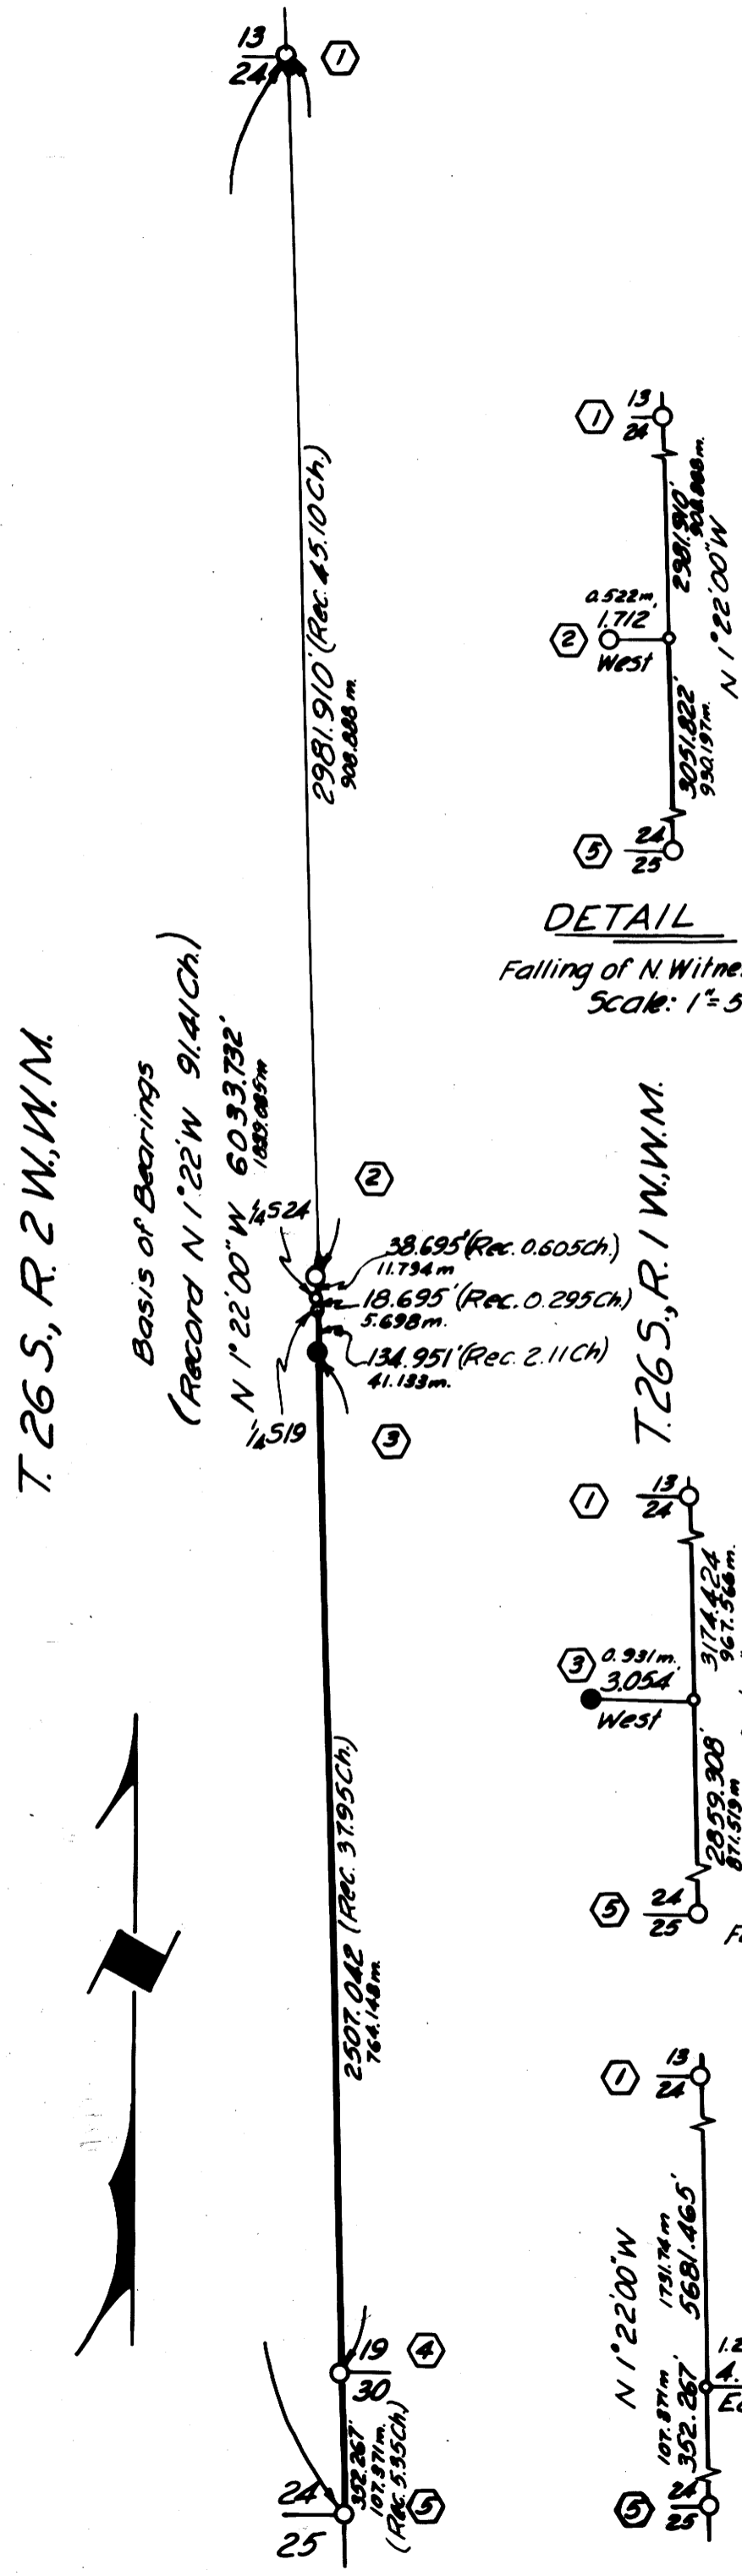 13
24
1
2981.910' (Rec. 45.10 Ch.)
908.888 m.
T. 26 S., R. 2 W., W.M.
Basis of Bearings
(Record N 1°22'W 91.41 Ch.)
N 1°22'00"W 6033.732'
1/4 S24
2
38.695' (Rec. 0.605 Ch.)
11.794 m
18.695' (Rec. 0.295 Ch.)
5.698 m.
134.951' (Rec. 2.11 Ch)
41.133 m.
1/4 S19
3
2507.042 (Rec. 37.95 Ch.)
764.148 m.
19
30
4
352.267'
107.371 m.
(Rec. 5.35 Ch.)
24
25
5
1
13
24
2981.910'
908.888 m.
N 1°22'00"W
0.522 m.
1.712'
2
West
3051.822'
930.197 m.
5
24
25
DETAIL
Falling of N. Witne
Scale: 1"=5
T. 26 S., R. 1 W., W.M.
1
13
24
3174.424
967.566 m.
3
0.931 m.
3.054'
West
2859.308'
871.519 m
5
24
25
1
13
24
N 1°22'00"W
1731.74 m
5681.465'
107.371 m
352.267'
1.2
4.
5
24
25